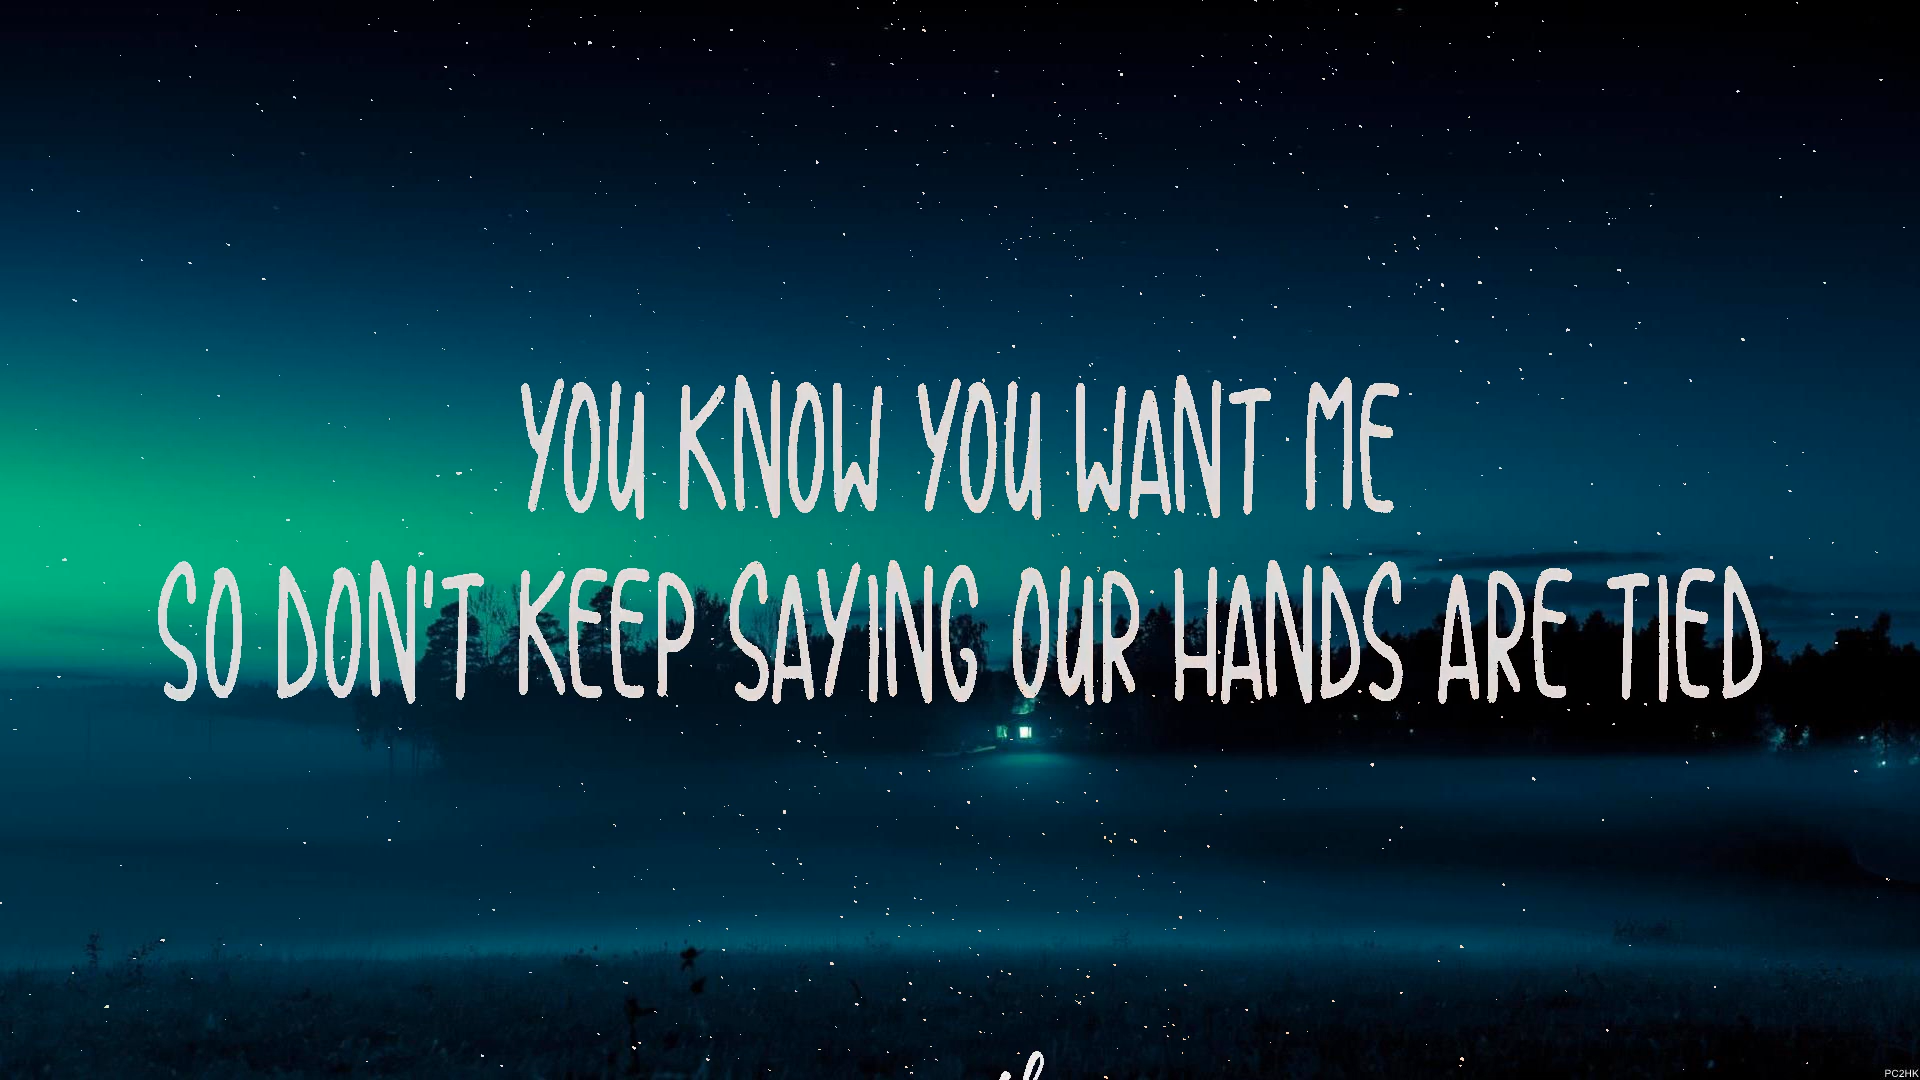 YOU KNOW YOU WANT ME
SO DON'T KEEP SAYING OUR HANDS ARE TIED
PC2HK